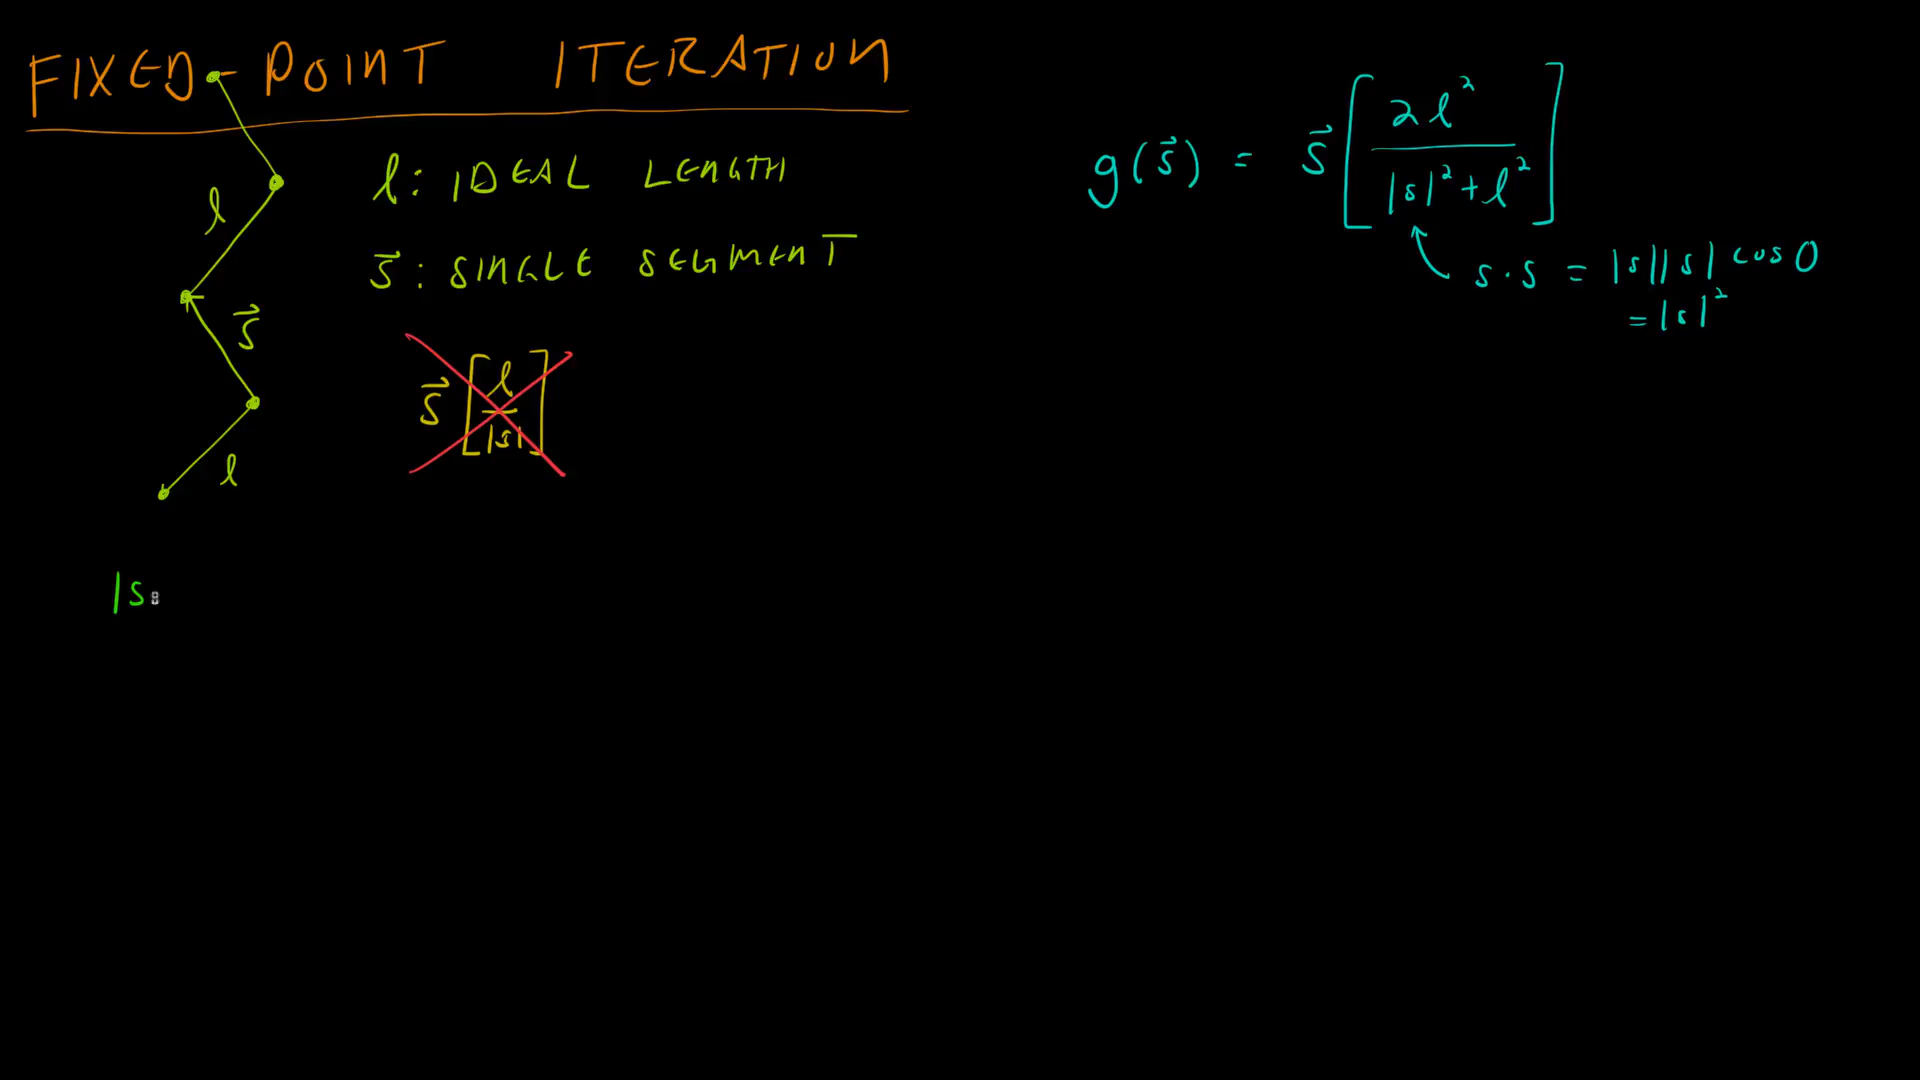 FIXED-POINT ITERATION
l: IDEAL LENGTH
s⃗: SINGLE SEGMENT
l
s⃗
l
s⃗ [l / |s|]
|s
g(s⃗) = s⃗ [2l² / |s|² + l²]
s · s = |s||s| cos 0
= |s|²